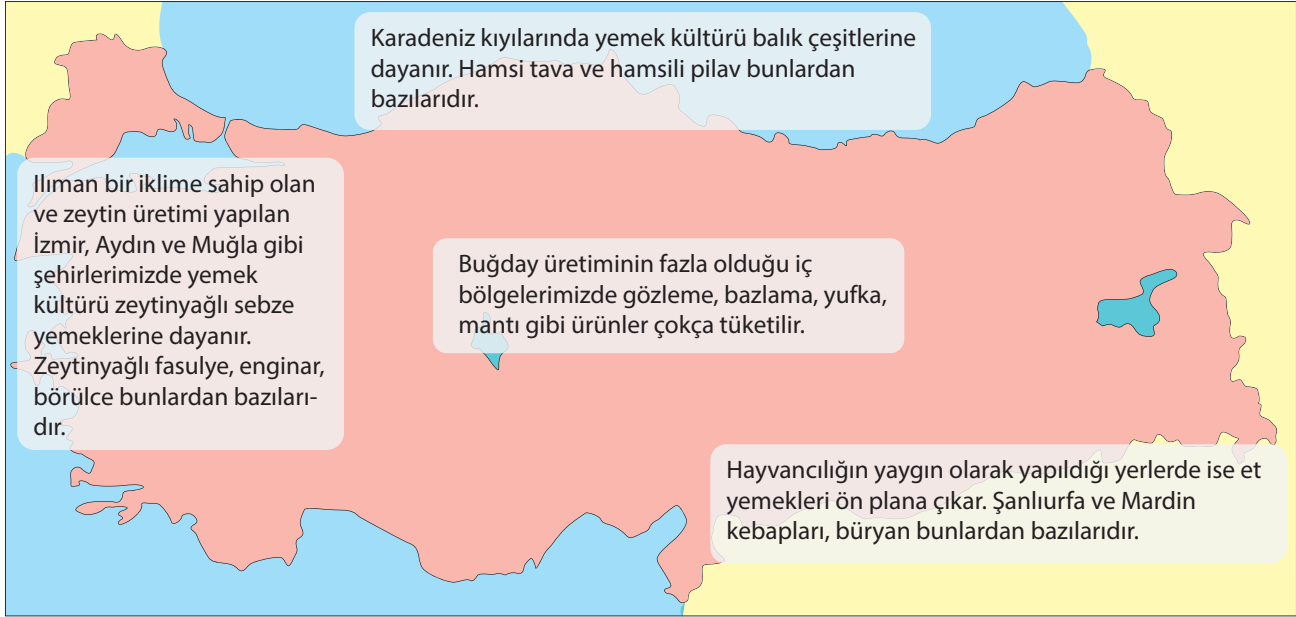 Karadeniz kıyılarında yemek kültürü balık çeşitlerine
dayanır. Hamsi tava ve hamsili pilav bunlardan
bazılarıdır.
Ilıman bir iklime sahip olan
ve zeytin üretimi yapılan
İzmir, Aydın ve Muğla gibi
şehirlerimizde yemek
kültürü zeytinyağlı sebze
yemeklerine dayanır.
Zeytinyağlı fasulye, enginar,
börülce bunlardan bazıları-
dır.
Buğday üretiminin fazla olduğu iç
bölgelerimizde gözleme, bazlama, yufka,
mantı gibi ürünler çokça tüketilir.
Hayvancılığın yaygın olarak yapıldığı yerlerde ise et
yemekleri ön plana çıkar. Şanlıurfa ve Mardin
kebapları, büryan bunlardan bazılarıdır.